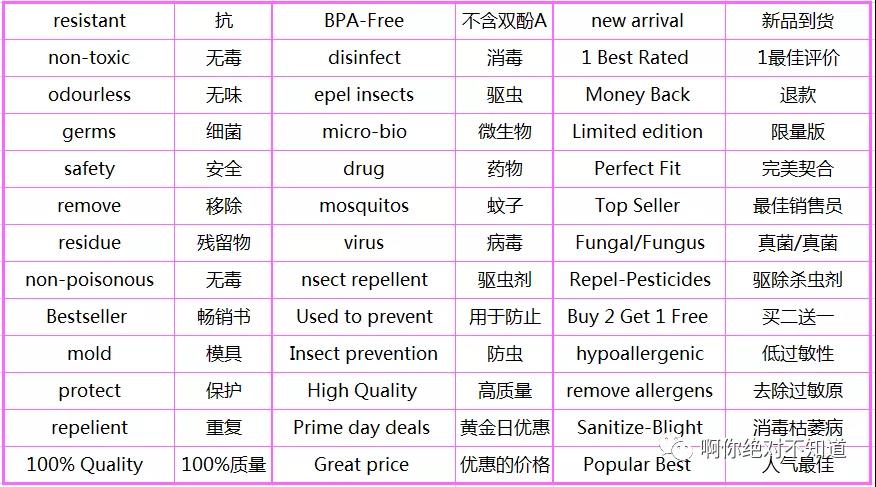 resistant 抗 BPA-Free 不含双酚A new arrival 新品到货
non-toxic 无毒 disinfect 消毒 1 Best Rated 1最佳评价
odourless 无味 epel insects 驱虫 Money Back 退款
germs 细菌 micro-bio 微生物 Limited edition 限量版
safety 安全 drug 药物 Perfect Fit 完美契合
remove 移除 mosquitos 蚊子 Top Seller 最佳销售员
residue 残留物 virus 病毒 Fungal/Fungus 真菌/真菌
non-poisonous 无毒 nsect repellent 驱虫剂 Repel-Pesticides 驱除杀虫剂
Bestseller 畅销书 Used to prevent 用于防止 Buy 2 Get 1 Free 买二送一
mold 模具 Insect prevention 防虫 hypoallergenic 低过敏性
protect 保护 High Quality 高质量 remove allergens 去除过敏原
repelient 重复 Prime day deals 黄金日优惠 Sanitize-Blight 消毒枯萎病
啊你绝对不知道
100% Quality 100%质量 Great price 优惠的价格 Popular Best 人气最佳